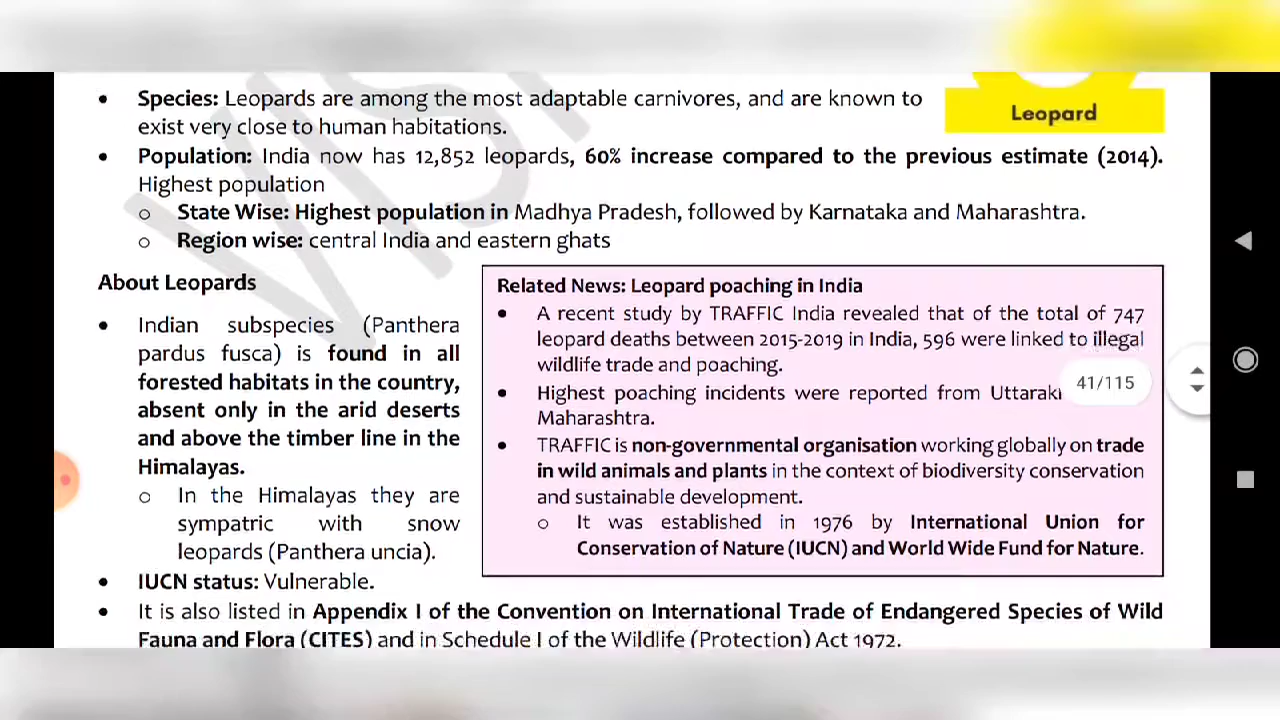 Leopard
• Species: Leopards are among the most adaptable carnivores, and are known to
exist very close to human habitations.
• Population: India now has 12,852 leopards, 60% increase compared to the previous estimate (2014).
Highest population
o State Wise: Highest population in Madhya Pradesh, followed by Karnataka and Maharashtra.
o Region wise: central India and eastern ghats
About Leopards
• Indian subspecies (Panthera
pardus fusca) is found in all
forested habitats in the country,
absent only in the arid deserts
and above the timber line in the
Himalayas.
o In the Himalayas they are
sympatric with snow
leopards (Panthera uncia).
Related News: Leopard poaching in India
• A recent study by TRAFFIC India revealed that of the total of 747
leopard deaths between 2015-2019 in India, 596 were linked to illegal
wildlife trade and poaching.
• Highest poaching incidents were reported from
Maharashtra.
• TRAFFIC is non-governmental organisation working globally on trade
in wild animals and plants in the context of biodiversity conservation
and sustainable development.
o It was established in 1976 by International Union for
Conservation of Nature (IUCN) and World Wide Fund for Nature.
41/115
• IUCN status: Vulnerable.
• It is also listed in Appendix I of the Convention on International Trade of Endangered Species of Wild
Fauna and Flora (CITES) and in Schedule I of the Wildlife (Protection) Act 1972.